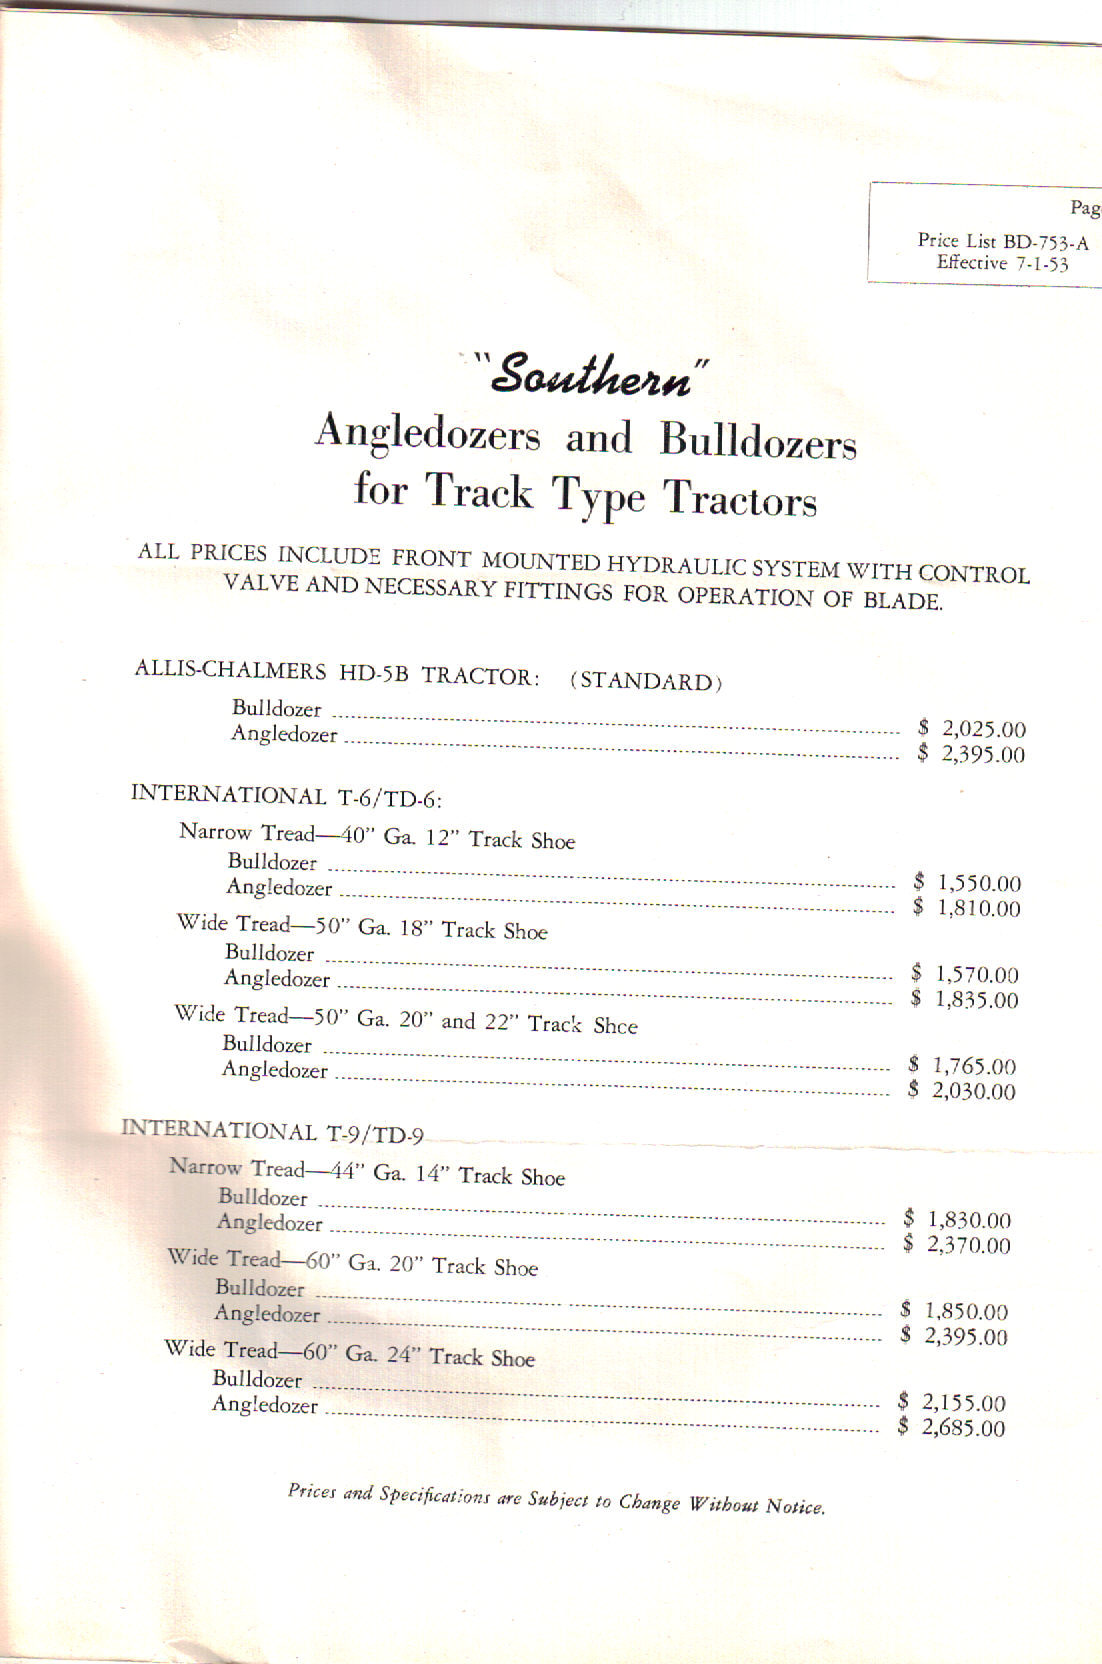 Pag
Price List BD-753-A
Effective 7-1-53
"Southern"
Angledozers and Bulldozers
for Track Type Tractors
ALL PRICES INCLUDE FRONT MOUNTED HYDRAULIC SYSTEM WITH CONTROL
VALVE AND NECESSARY FITTINGS FOR OPERATION OF BLADE.
ALLIS-CHALMERS HD-5B TRACTOR: (STANDARD)
Bulldozer $ 2,025.00
Angledozer $ 2,395.00
INTERNATIONAL T-6/TD-6:
Narrow Tread—40" Ga. 12" Track Shoe
Bulldozer $ 1,550.00
Angledozer $ 1,810.00
Wide Tread—50" Ga. 18" Track Shoe
Bulldozer $ 1,570.00
Angledozer $ 1,835.00
Wide Tread—50" Ga. 20" and 22" Track Shoe
Bulldozer $ 1,765.00
Angledozer $ 2,030.00
INTERNATIONAL T-9/TD-9
Narrow Tread—44" Ga. 14" Track Shoe
Bulldozer $ 1,830.00
Angledozer $ 2,370.00
Wide Tread—60" Ga. 20" Track Shoe
Bulldozer $ 1,850.00
Angledozer $ 2,395.00
Wide Tread—60" Ga. 24" Track Shoe
Bulldozer $ 2,155.00
Angledozer $ 2,685.00
Prices and Specifications are Subject to Change Without Notice.